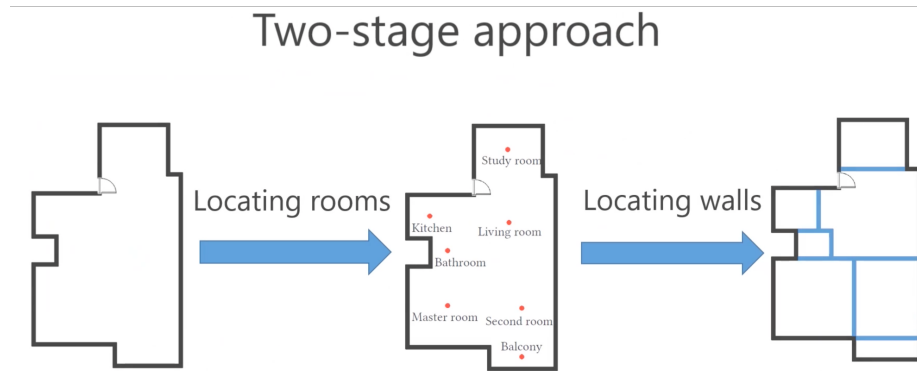 Two-stage approach
Locating rooms
Study room
Kitchen
Living room
Bathroom
Master room
Second room
Balcony
Locating walls